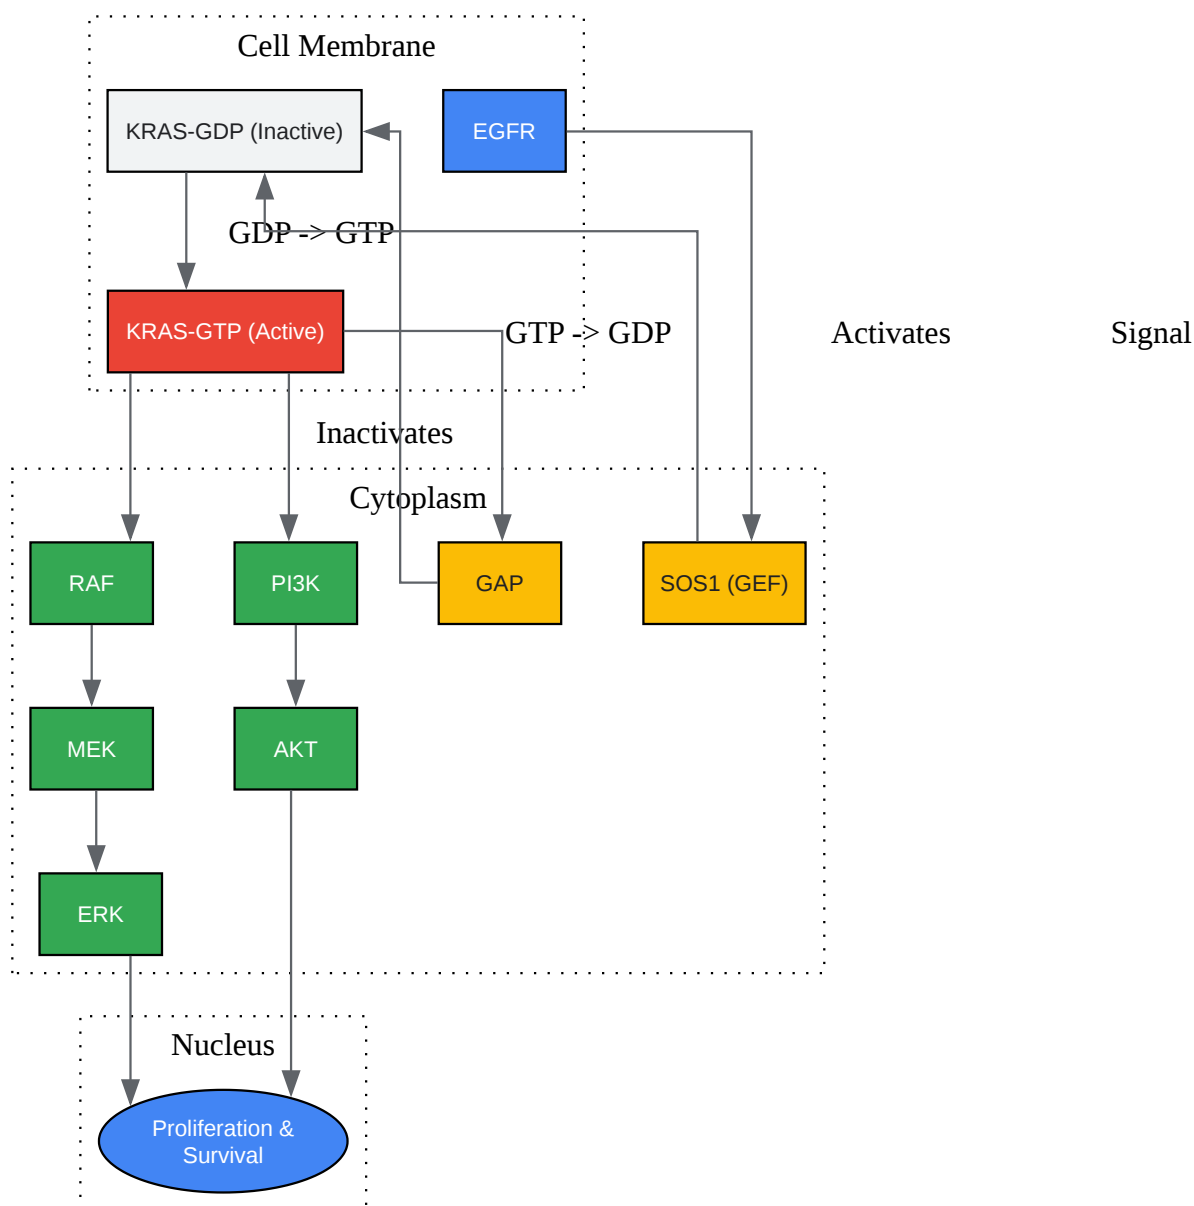 Cell Membrane
KRAS-GDP (Inactive)
EGFR
GDP -> GTP
KRAS-GTP (Active)
GTP -> GDP
Activates
Signal
Inactivates
Cytoplasm
RAF
PI3K
GAP
SOS1 (GEF)
MEK
AKT
ERK
Nucleus
Proliferation &
Survival